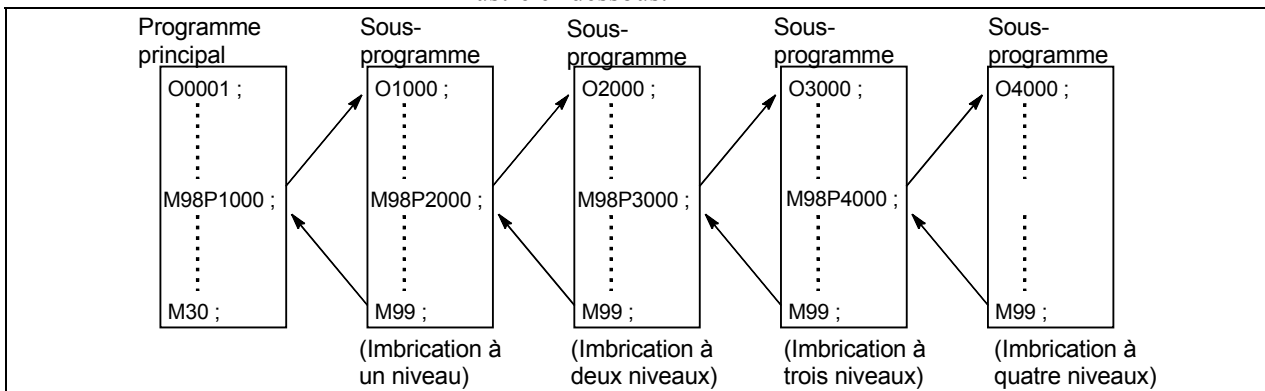 Programme
principal
O0001 ;
M98P1000 ;
M30 ;
Sous-
programme
O1000 ;
M98P2000 ;
M99 ;
(Imbrication à
un niveau)
Sous-
programme
O2000 ;
M98P3000 ;
M99 ;
(Imbrication à
deux niveaux)
Sous-
programme
O3000 ;
M98P4000 ;
M99 ;
(Imbrication à
trois niveaux)
Sous-
programme
O4000 ;
M99 ;
(Imbrication à
quatre niveaux)